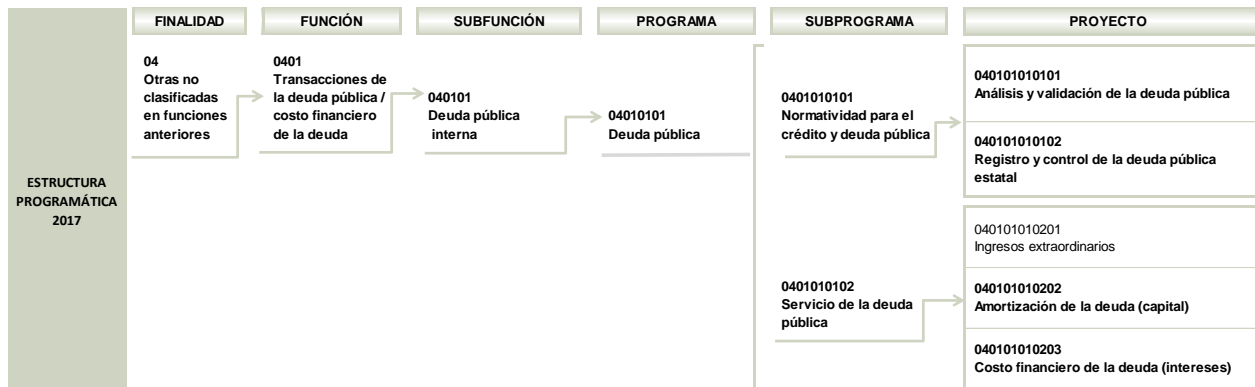 FINALIDAD
FUNCIÓN
SUBFUNCIÓN
PROGRAMA
SUBPROGRAMA
PROYECTO
ESTRUCTURA
PROGRAMÁTICA
2017
04
Otras no
clasificadas
en funciones
anteriores
0401
Transacciones de
la deuda pública /
costo financiero
de la deuda
040101
Deuda pública
interna
04010101
Deuda pública
0401010101
Normatividad para el
crédito y deuda pública
040101010101
Análisis y validación de la deuda pública
040101010102
Registro y control de la deuda pública
estatal
0401010102
Servicio de la deuda
pública
040101010201
Ingresos extraordinarios
040101010202
Amortización de la deuda (capital)
040101010203
Costo financiero de la deuda (intereses)